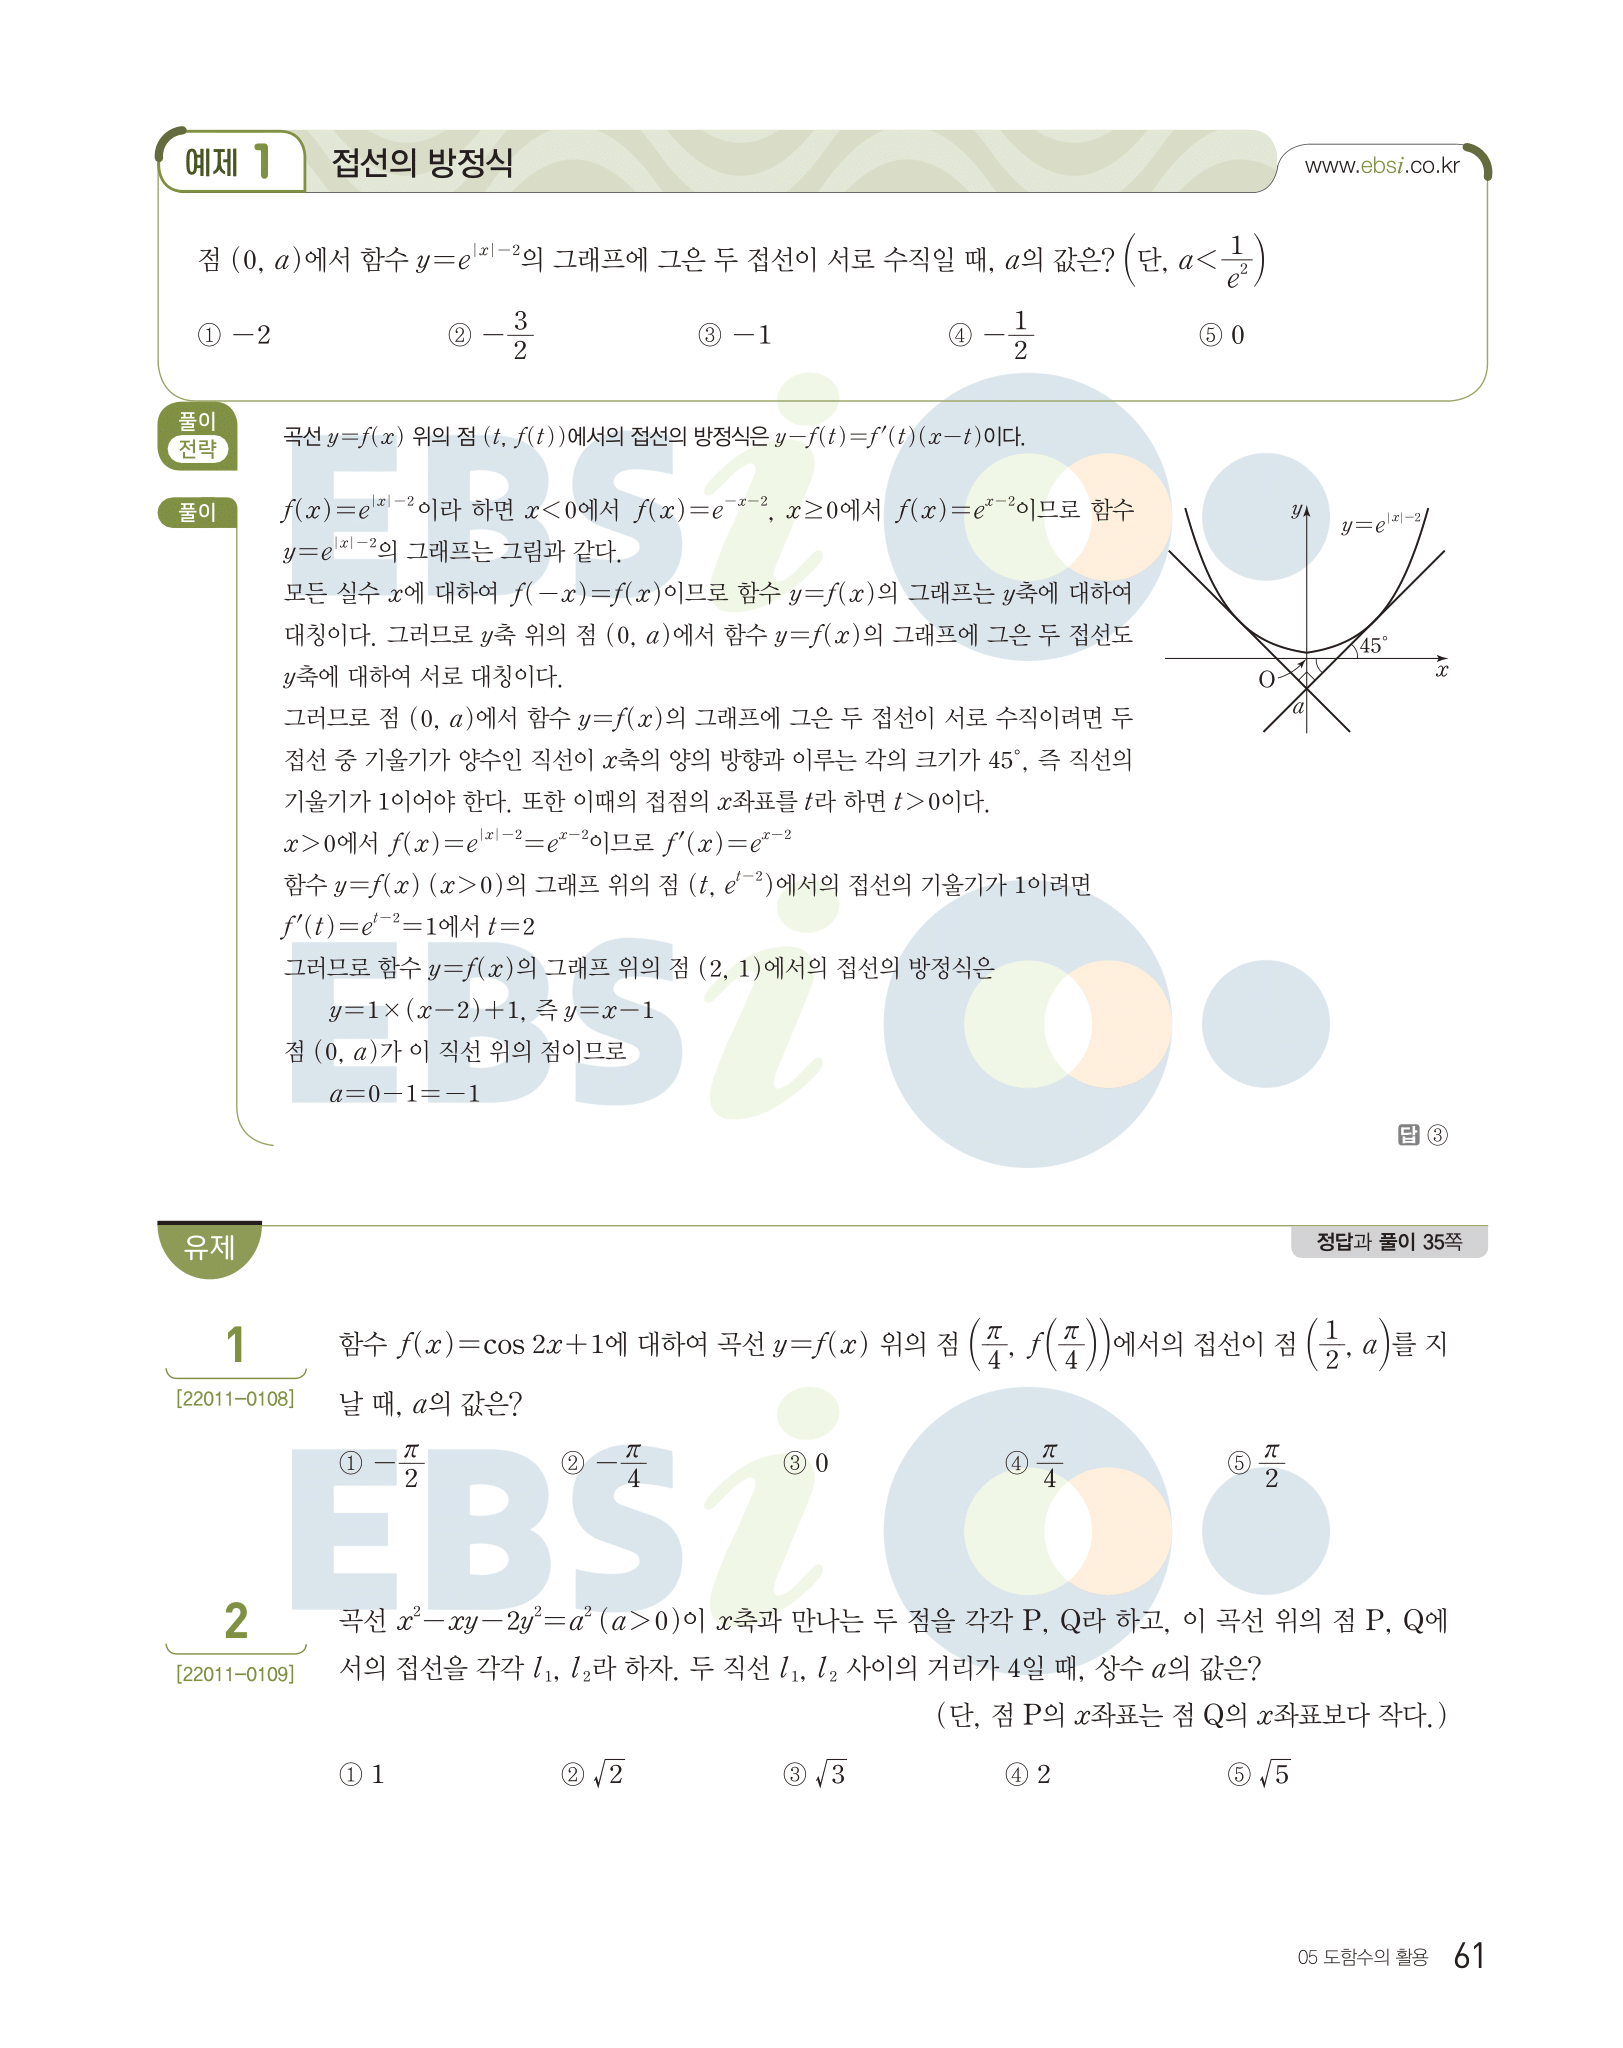 예제 1 접선의 방정식 www.ebsi.co.kr
점 (0, a)에서 함수 y=e^{|x|-2}의 그래프에 그은 두 접선이 서로 수직일 때, a의 값은? (단, a<\frac{1}{e^2})
① -2 ② -\frac{3}{2} ③ -1 ④ -\frac{1}{2} ⑤ 0
풀이
전략
곡선 y=f(x) 위의 점 (t, f(t))에서의 접선의 방정식은 y-f(t)=f'(t)(x-t)이다.
풀이
f(x)=e^{|x|-2}이라 하면 x<0에서 f(x)=e^{-x-2}, x≥0에서 f(x)=e^{x-2}이므로 함수
y=e^{|x|-2}의 그래프는 그림과 같다.
모든 실수 x에 대하여 f(-x)=f(x)이므로 함수 y=f(x)의 그래프는 y축에 대하여
대칭이다. 그러므로 y축 위의 점 (0, a)에서 함수 y=f(x)의 그래프에 그은 두 접선도
y축에 대하여 서로 대칭이다.
그러므로 점 (0, a)에서 함수 y=f(x)의 그래프에 그은 두 접선이 서로 수직이려면 두
접선 중 기울기가 양수인 직선이 x축의 양의 방향과 이루는 각의 크기가 45°, 즉 직선의
기울기가 1이어야 한다. 또한 이때의 접점의 x좌표를 t라 하면 t>0이다.
x>0에서 f(x)=e^{|x|-2}=e^{x-2}이므로 f'(x)=e^{x-2}
함수 y=f(x) (x>0)의 그래프 위의 점 (t, e^{t-2})에서의 접선의 기울기가 1이려면
f'(t)=e^{t-2}=1에서 t=2
그러므로 함수 y=f(x)의 그래프 위의 점 (2, 1)에서의 접선의 방정식은
y=1×(x-2)+1, 즉 y=x-1
점 (0, a)가 이 직선 위의 점이므로
a=0-1=-1
y
y=e^{|x|-2}
45°
O
x
a
답 ③
유제
정답과 풀이 35쪽
1
[22011-0108]
함수 f(x)=cos 2x+1에 대하여 곡선 y=f(x) 위의 점 (\frac{π}{4}, f(\frac{π}{4}))에서의 접선이 점 (\frac{1}{2}, a)를 지
날 때, a의 값은?
① -\frac{π}{2} ② -\frac{π}{4} ③ 0 ④ \frac{π}{4} ⑤ \frac{π}{2}
2
[22011-0109]
곡선 x^2-xy-2y^2=a^2 (a>0)이 x축과 만나는 두 점을 각각 P, Q라 하고, 이 곡선 위의 점 P, Q에
서의 접선을 각각 l_1, l_2라 하자. 두 직선 l_1, l_2 사이의 거리가 4일 때, 상수 a의 값은?
(단, 점 P의 x좌표는 점 Q의 x좌표보다 작다.)
① 1 ② √2 ③ √3 ④ 2 ⑤ √5
EBSi
EBSi
EBSi
05 도함수의 활용 61